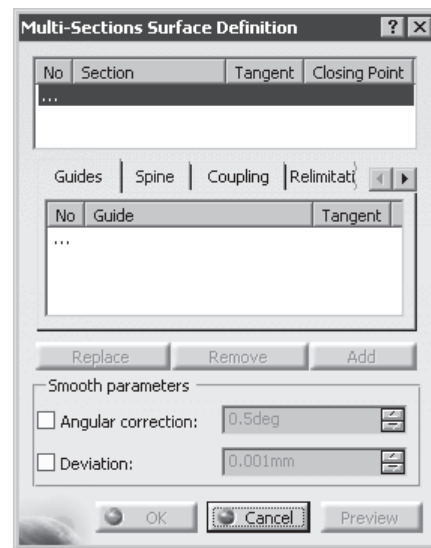 Multi-Sections Surface Definition ? X
No Section Tangent Closing Point
...
Guides Spine Coupling Relimitati
No Guide Tangent
...
Replace Remove Add
Smooth parameters
Angular correction: 0.5deg
Deviation: 0.001mm
OK Cancel Preview